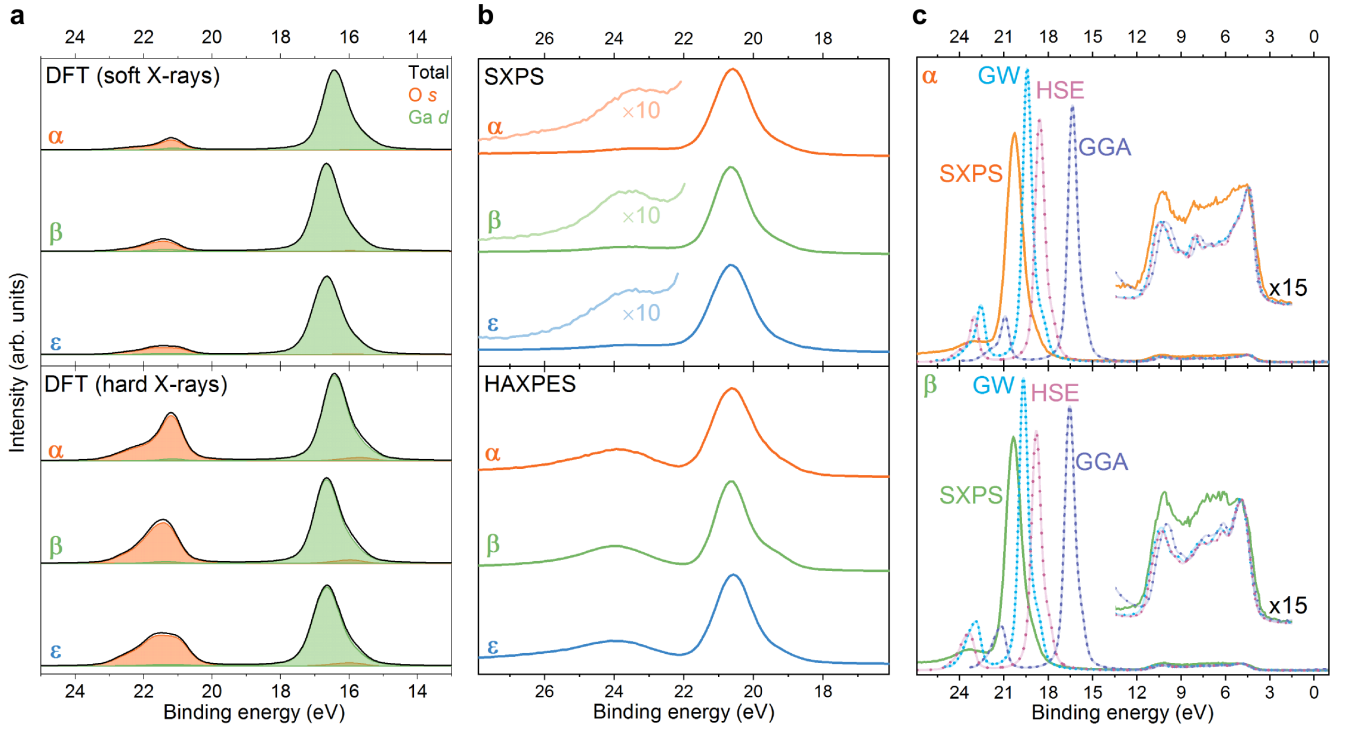 a
b
c
24 22 20 18 16 14
26 24 22 20 18
24 21 18 15 12 9 6 3 0
DFT (soft X-rays)
Total
O s
Ga d
α
β
ε
DFT (hard X-rays)
α
β
ε
Intensity (arb. units)
24 22 20 18 16 14
Binding energy (eV)
SXPS
×10
α
×10
β
×10
ε
HAXPES
α
β
ε
26 24 22 20 18
Binding energy (eV)
α
GW
HSE
GGA
SXPS
x15
β
GW
HSE
GGA
SXPS
x15
24 21 18 15 12 9 6 3 0
Binding energy (eV)